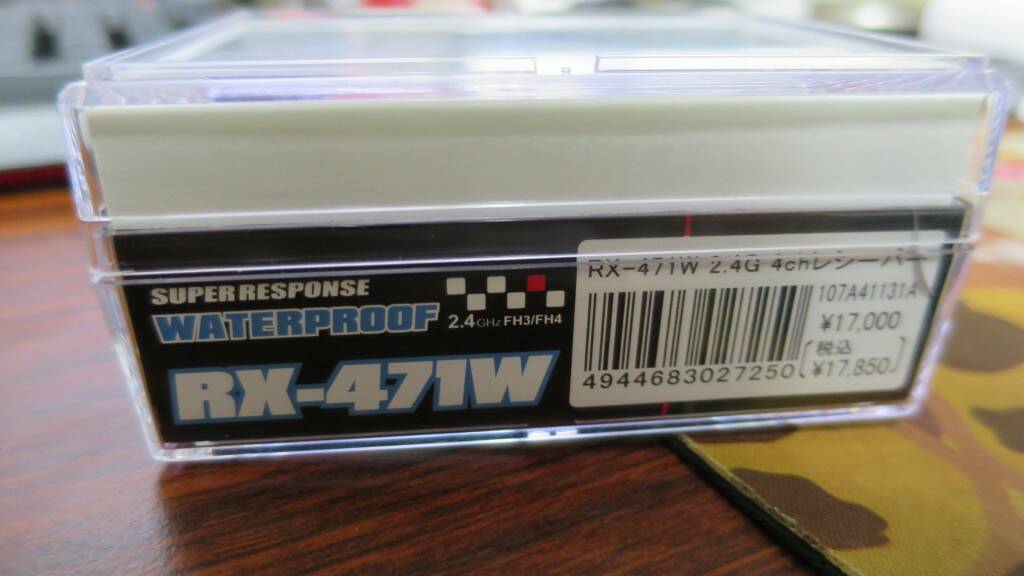 SUPER RESPONSE
WATERPROOF
2.4GHz FH3/FH4
RX-471W
RX-471W 2.4G 4chレシーバー
107A41131A
¥17,000
税込
¥17,850
4944683027250